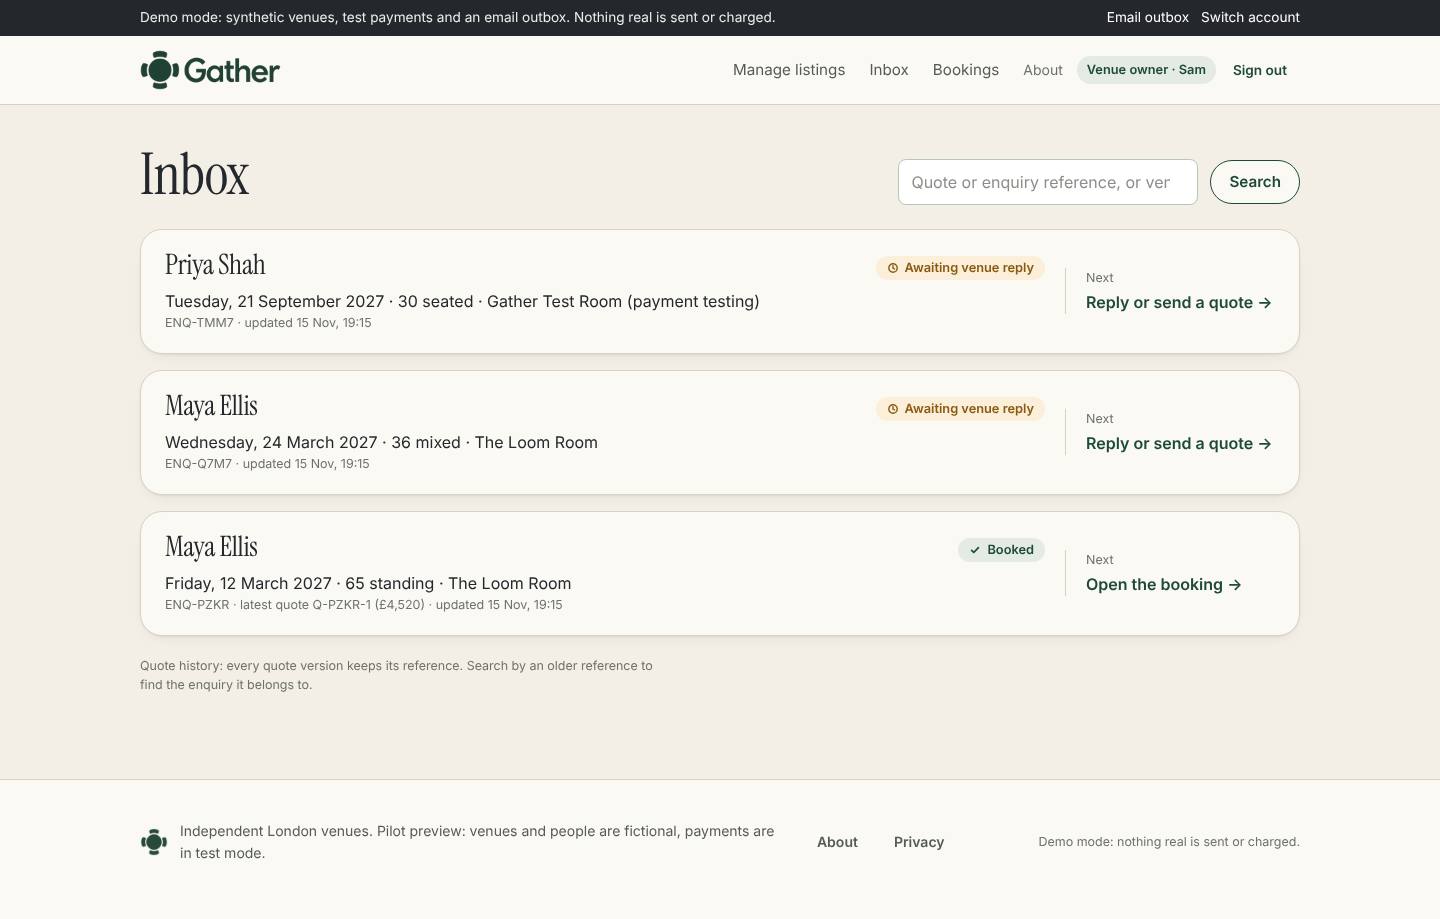 Demo mode: synthetic venues, test payments and an email outbox. Nothing real is sent or charged.
Email outbox
Switch account
Gather
Manage listings
Inbox
Bookings
About
Venue owner · Sam
Sign out
Inbox
Quote or enquiry reference, or ver
Search
Priya Shah
Awaiting venue reply
Tuesday, 21 September 2027 · 30 seated · Gather Test Room (payment testing)
ENQ-TMM7 · updated 15 Nov, 19:15
Next
Reply or send a quote →
Maya Ellis
Awaiting venue reply
Wednesday, 24 March 2027 · 36 mixed · The Loom Room
ENQ-Q7M7 · updated 15 Nov, 19:15
Next
Reply or send a quote →
Maya Ellis
Booked
Friday, 12 March 2027 · 65 standing · The Loom Room
ENQ-PZKR · latest quote Q-PZKR-1 (£4,520) · updated 15 Nov, 19:15
Next
Open the booking →
Quote history: every quote version keeps its reference. Search by an older reference to
find the enquiry it belongs to.
Independent London venues. Pilot preview: venues and people are fictional, payments are
in test mode.
About
Privacy
Demo mode: nothing real is sent or charged.